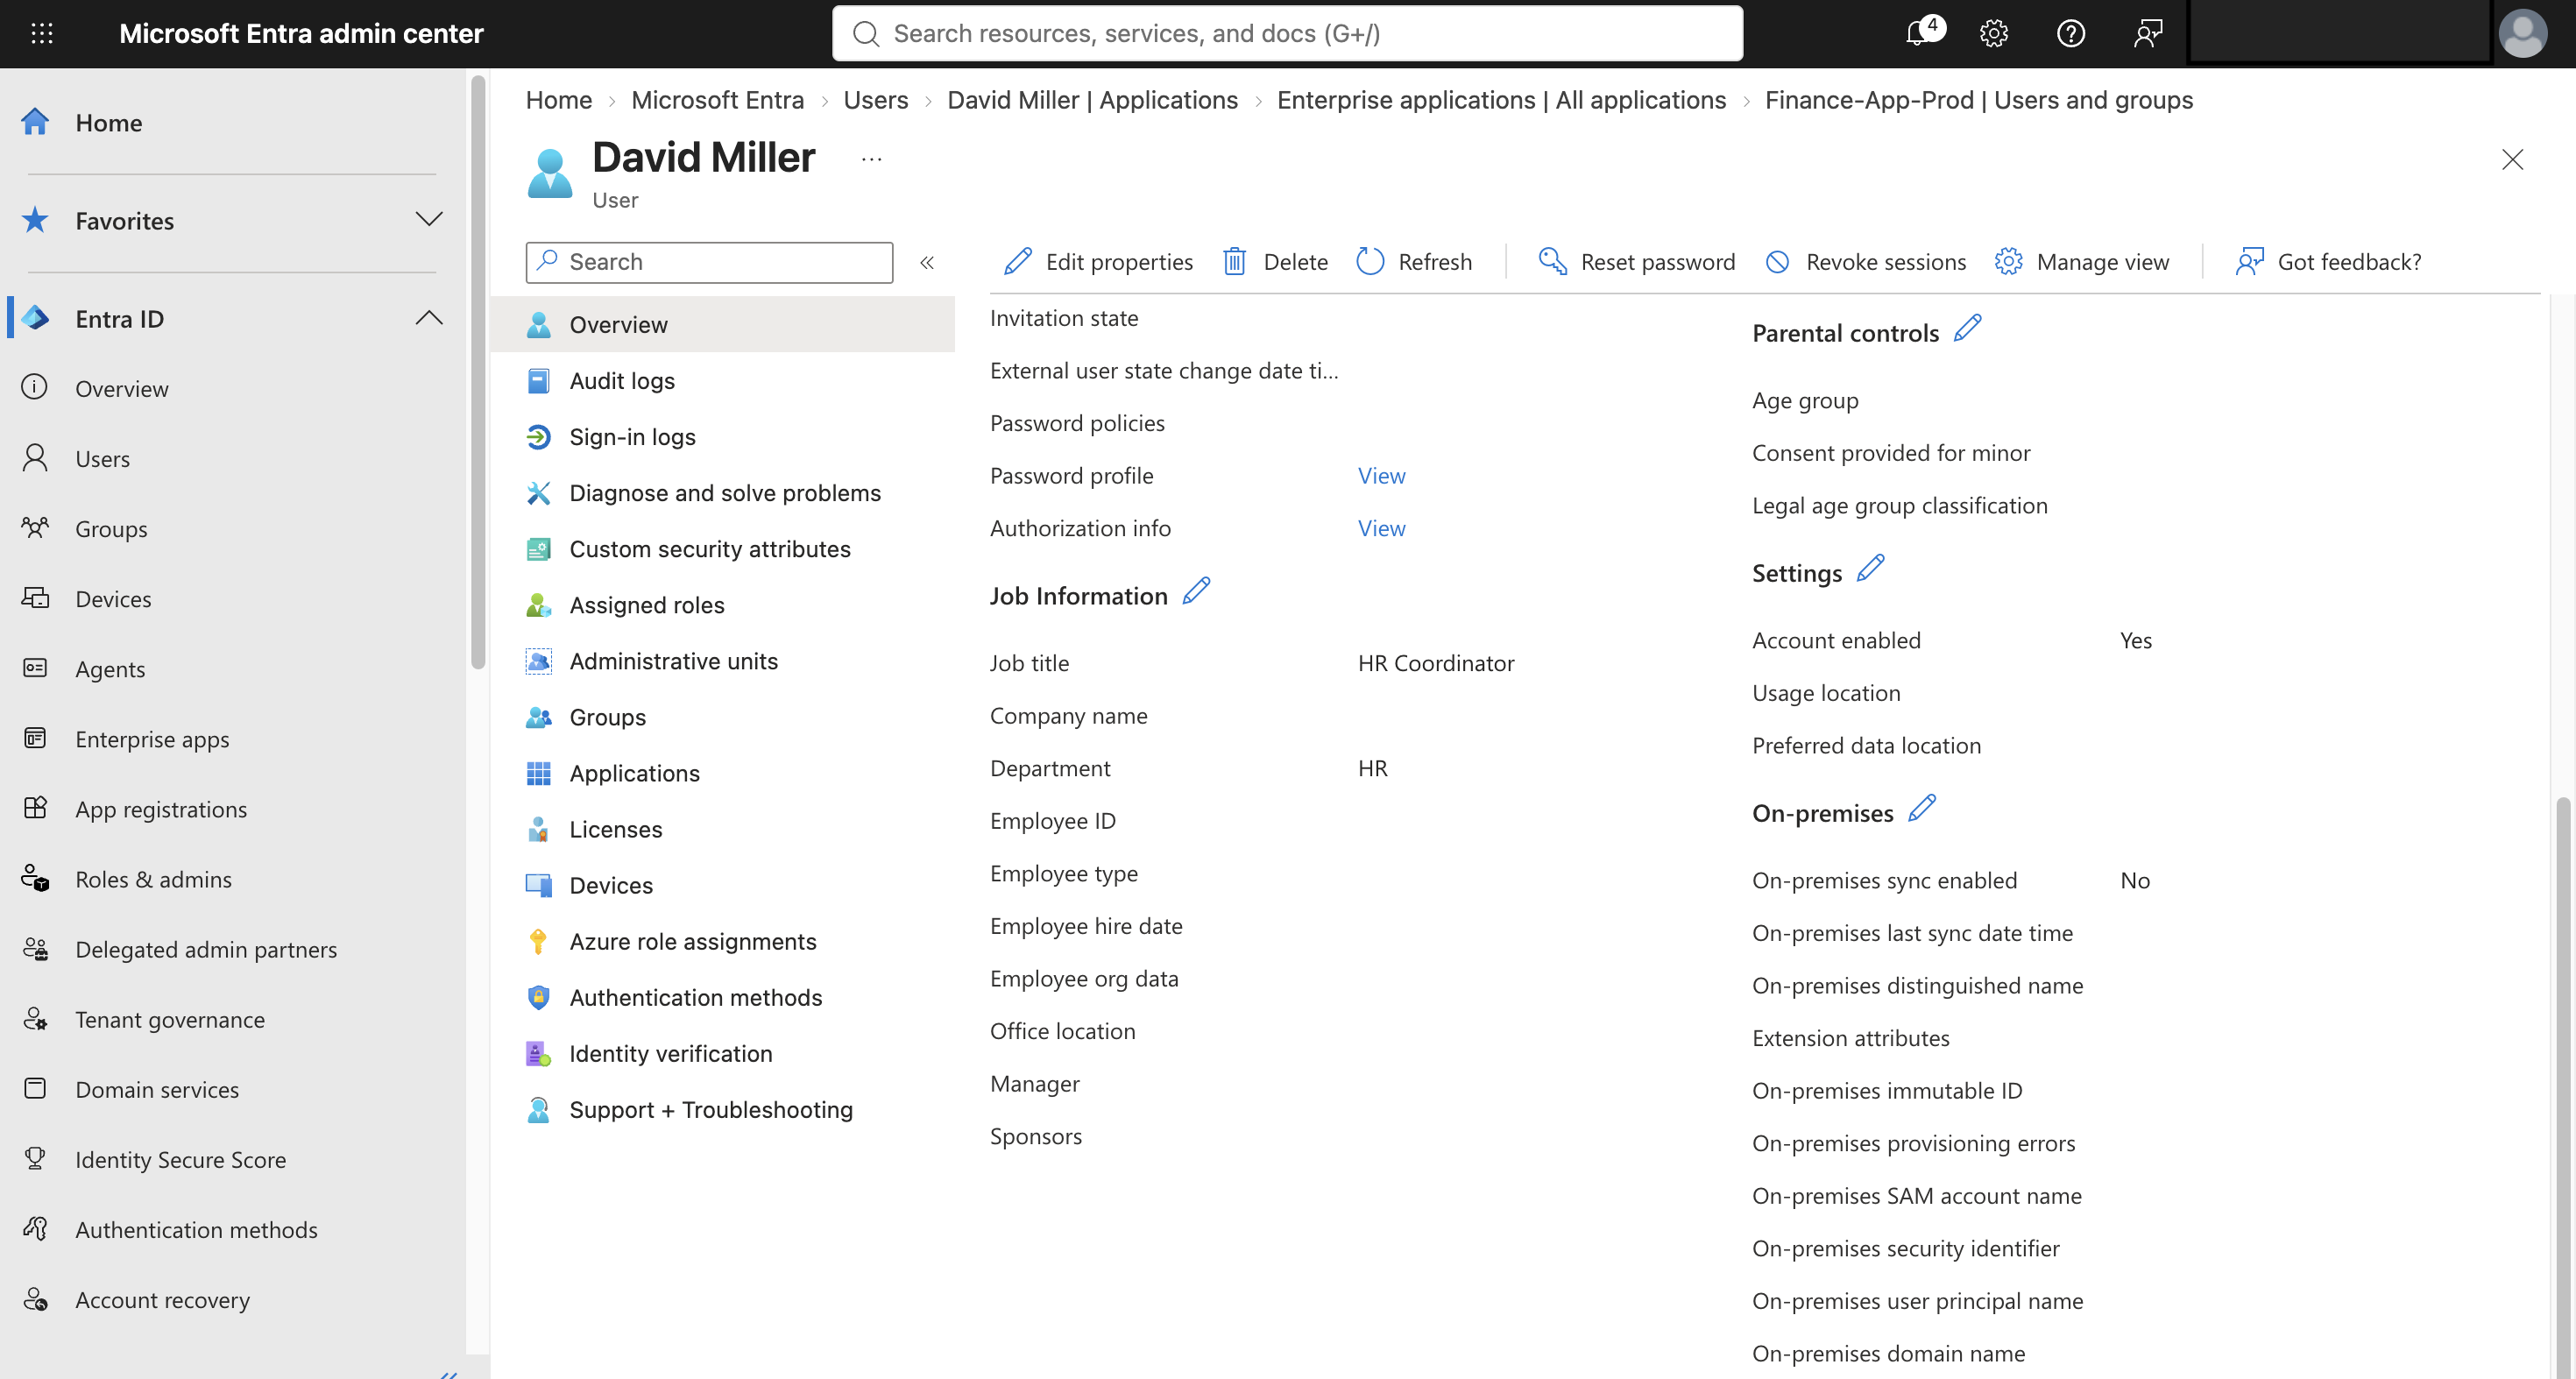 Microsoft Entra admin center
Search resources, services, and docs (G+/)
4
Home
Favorites
Entra ID
Overview
Users
Groups
Devices
Agents
Enterprise apps
App registrations
Roles & admins
Delegated admin partners
Tenant governance
Domain services
Identity Secure Score
Authentication methods
Account recovery
Home > Microsoft Entra > Users > David Miller | Applications > Enterprise applications | All applications > Finance-App-Prod | Users and groups
David Miller ...
User
Search
Overview
Audit logs
Sign-in logs
Diagnose and solve problems
Custom security attributes
Assigned roles
Administrative units
Groups
Applications
Licenses
Devices
Azure role assignments
Authentication methods
Identity verification
Support + Troubleshooting
Edit properties Delete Refresh Reset password Revoke sessions Manage view Got feedback?
Invitation state
External user state change date ti...
Password policies
Password profile View
Authorization info View
Job Information
Job title HR Coordinator
Company name
Department HR
Employee ID
Employee type
Employee hire date
Employee org data
Office location
Manager
Sponsors
Parental controls
Age group
Consent provided for minor
Legal age group classification
Settings
Account enabled Yes
Usage location
Preferred data location
On-premises
On-premises sync enabled No
On-premises last sync date time
On-premises distinguished name
Extension attributes
On-premises immutable ID
On-premises provisioning errors
On-premises SAM account name
On-premises security identifier
On-premises user principal name
On-premises domain name